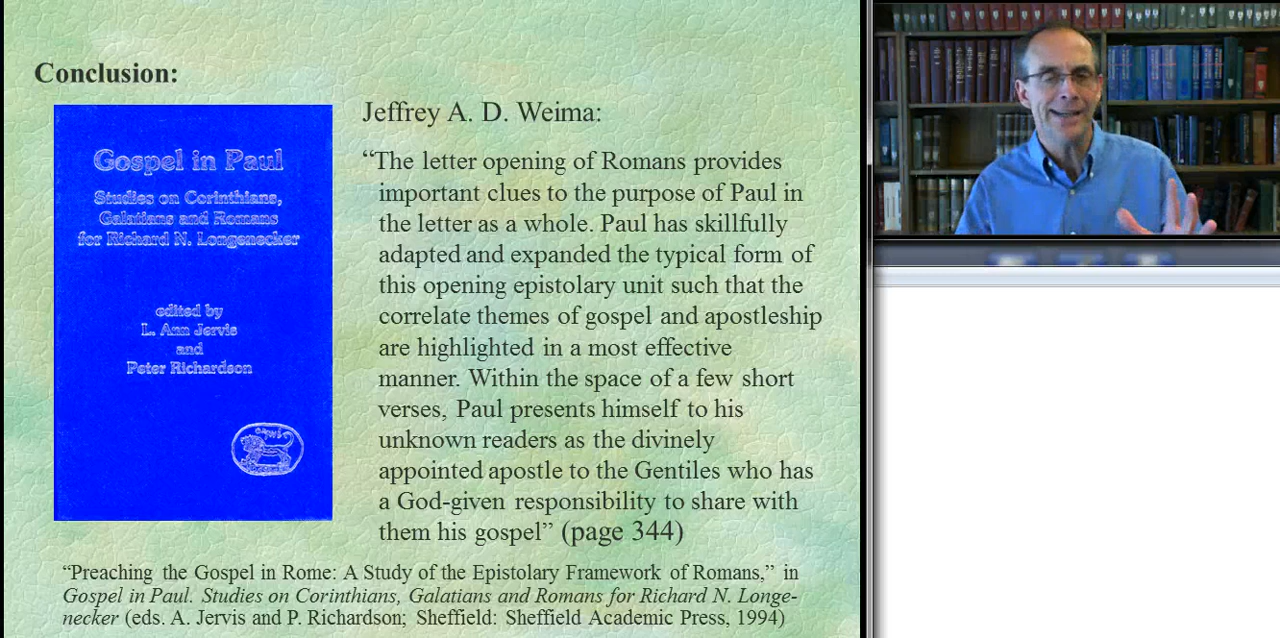 Conclusion:
Gospel in Paul
Studies on Corinthians,
Galatians and Romans
for Richard N. Longenecker
edited by
L. Ann Jervis
and
Peter Richardson
Jeffrey A. D. Weima:
“The letter opening of Romans provides
important clues to the purpose of Paul in
the letter as a whole. Paul has skillfully
adapted and expanded the typical form of
this opening epistolary unit such that the
correlate themes of gospel and apostleship
are highlighted in a most effective
manner. Within the space of a few short
verses, Paul presents himself to his
unknown readers as the divinely
appointed apostle to the Gentiles who has
a God-given responsibility to share with
them his gospel” (page 344)
“Preaching the Gospel in Rome: A Study of the Epistolary Framework of Romans,” in
Gospel in Paul. Studies on Corinthians, Galatians and Romans for Richard N. Longe-
necker (eds. A. Jervis and P. Richardson; Sheffield: Sheffield Academic Press, 1994)